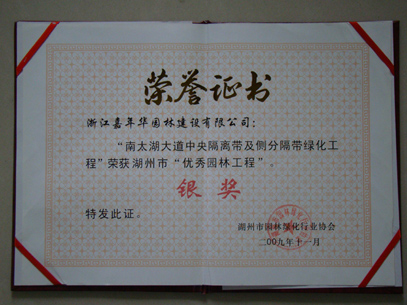 荣誉证书
浙江嘉年华园林建设有限公司：
“南太湖大道中央隔离带及侧分隔带绿化工
程”荣获湖州市“优秀园林工程”。
银奖
特发此证。
湖州市园林绿化行业协会
二00九年十一月